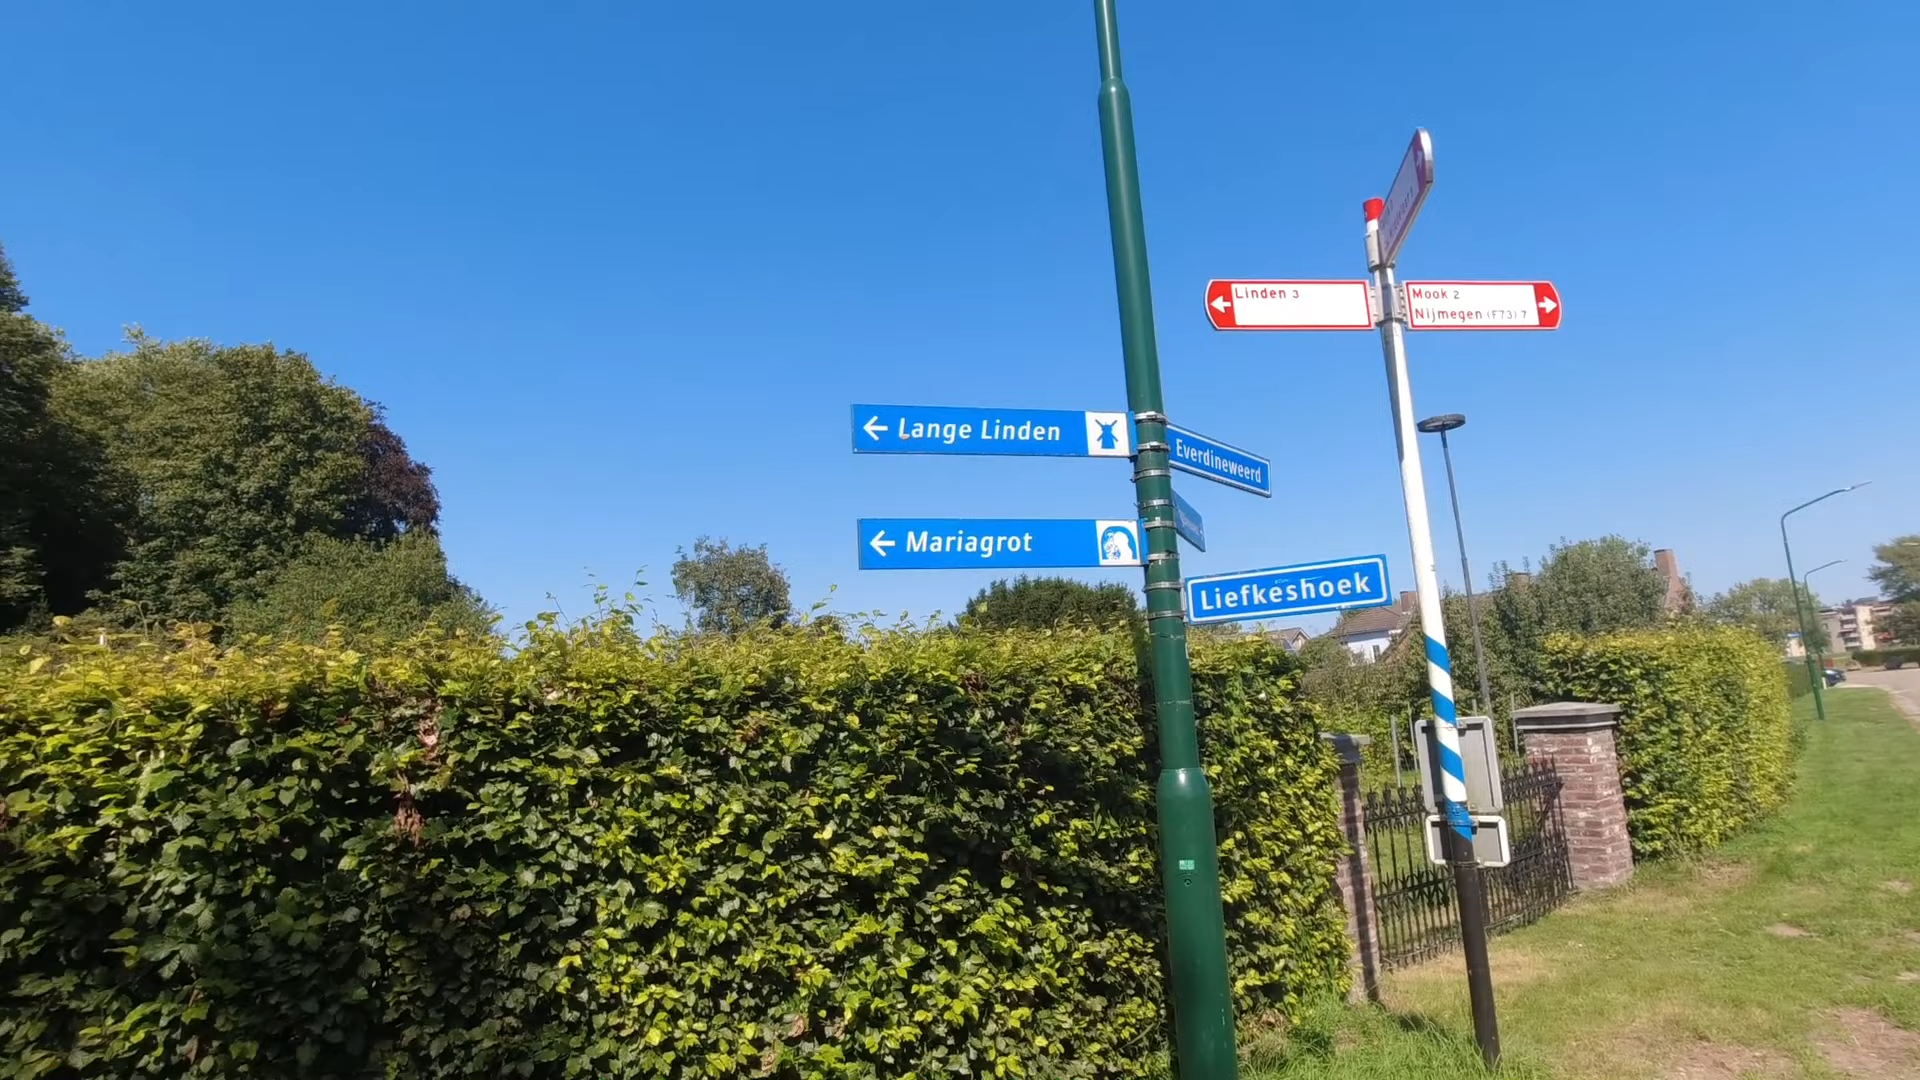 Linden 3
Mook 2
Nijmegen (F73) 7
Lange Linden
Everdineweerd
Mariagrot
Liefkeshoek